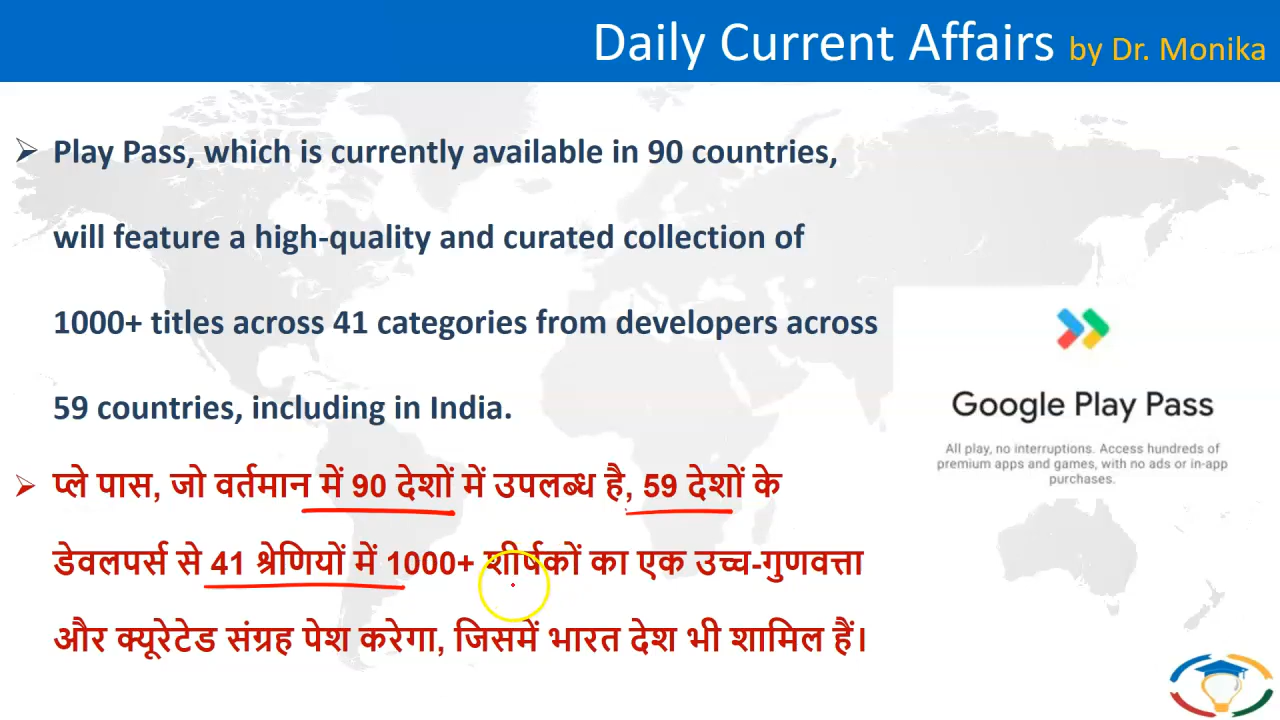 Daily Current Affairs by Dr. Monika
Play Pass, which is currently available in 90 countries,
will feature a high-quality and curated collection of
1000+ titles across 41 categories from developers across
59 countries, including in India.
Google Play Pass
All play, no interruptions. Access hundreds of
premium apps and games, with no ads or in-app
purchases.
प्ले पास, जो वर्तमान में 90 देशों में उपलब्ध है, 59 देशों के
डेवलपर्स से 41 श्रेणियों में 1000+ शीर्षकों का एक उच्च-गुणवत्ता
और क्यूरेटेड संग्रह पेश करेगा, जिसमें भारत देश भी शामिल हैं।